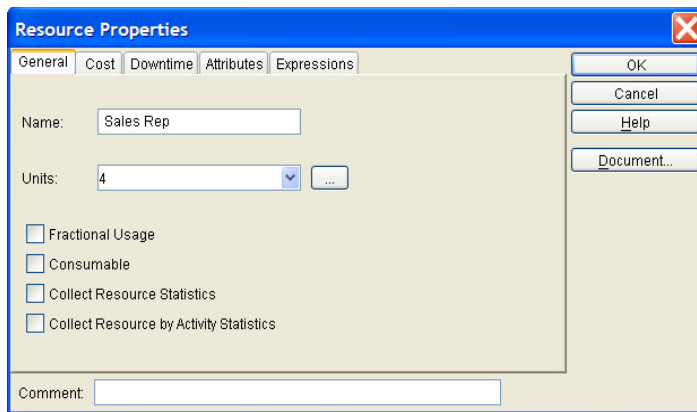 Resource Properties
General Cost Downtime Attributes Expressions
OK
Cancel
Help
Document...
Name: Sales Rep
Units: 4 ...
Fractional Usage
Consumable
Collect Resource Statistics
Collect Resource by Activity Statistics
Comment: